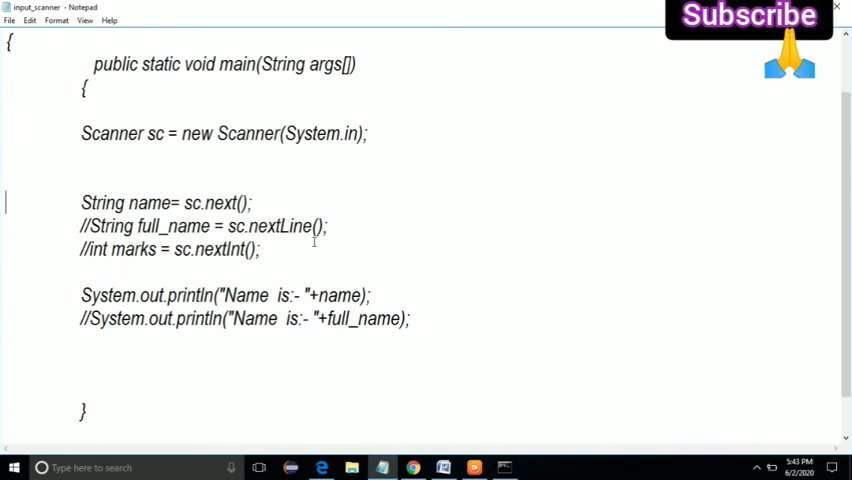 input_scanner - Notepad
File Edit Format View Help
Subscribe
{
public static void main(String args[])
{
Scanner sc = new Scanner(System.in);
String name= sc.next();
//String full_name = sc.nextLine();
//int marks = sc.nextInt();
System.out.println("Name  is:- "+name);
//System.out.println("Name  is:- "+full_name);
}
Type here to search
5:43 PM
6/2/2020